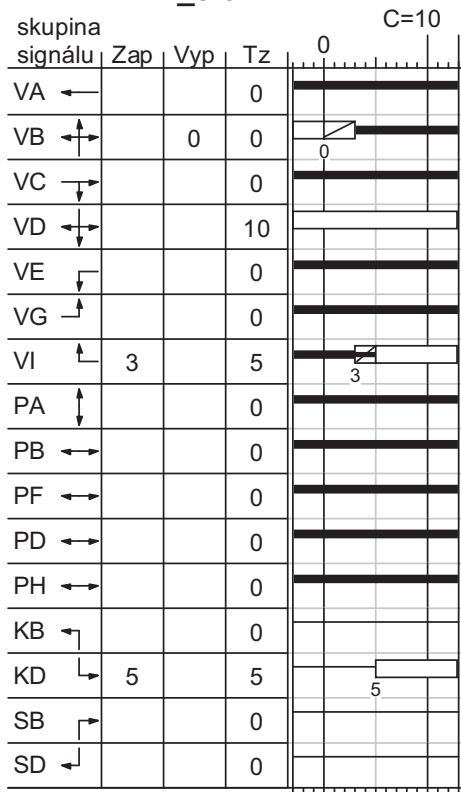 C=10
skupina
signálu Zap Vyp Tz 0
VA 0
VB 0 0 0
VC 0
VD 10
VE 0
VG 0
VI 3 5 3
PA 0
PB 0
PF 0
PD 0
PH 0
KB 0
KD 5 5 5
SB 0
SD 0